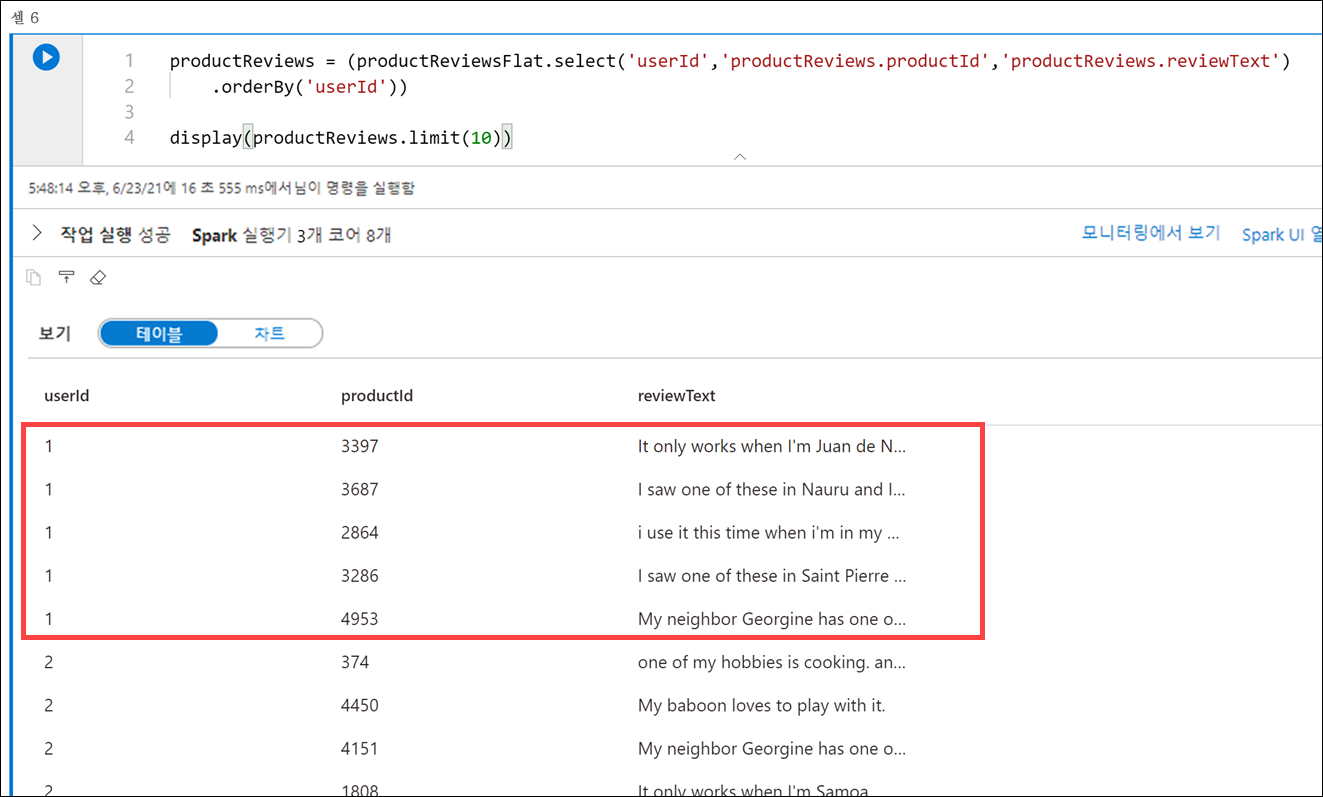 셀 6
1 productReviews = (productReviewsFlat.select('userId','productReviews.productId','productReviews.reviewText')
2 .orderBy('userId'))
3
4 display(productReviews.limit(10))
5:48:14 오후, 6/23/21에 16 초 555 ms에서님이 명령을 실행함
작업 실행 성공 Spark 실행기 3개 코어 8개 모니터링에서 보기 Spark UI 열
보기 테이블 차트
userId productId reviewText
1 3397 It only works when I'm Juan de N...
1 3687 I saw one of these in Nauru and I...
1 2864 i use it this time when i'm in my ...
1 3286 I saw one of these in Saint Pierre ...
1 4953 My neighbor Georgine has one o...
2 374 one of my hobbies is cooking. an...
2 4450 My baboon loves to play with it.
2 4151 My neighbor Georgine has one o...
2 1808 It only works when I'm Samoa